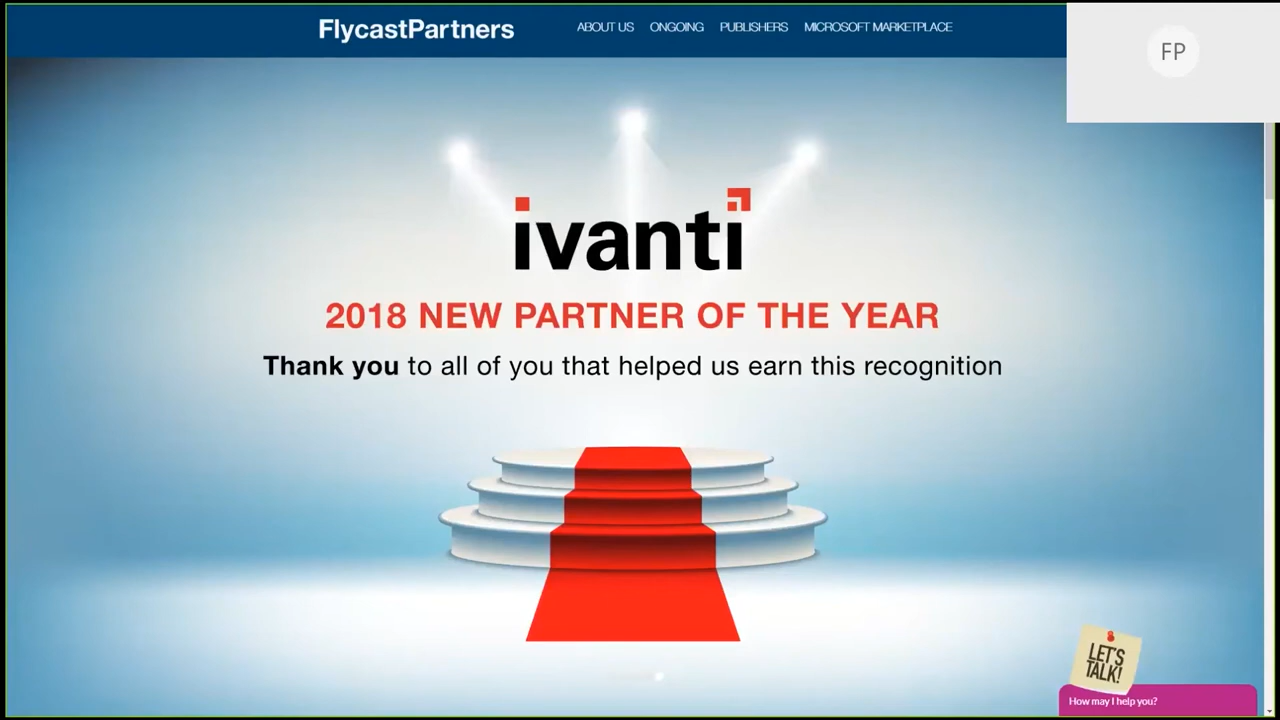 FlycastPartners
ABOUT US ONGOING PUBLISHERS MICROSOFT MARKETPLACE
FP
ivanti
2018 NEW PARTNER OF THE YEAR
Thank you to all of you that helped us earn this recognition
LET'S
TALK!
How may I help you?